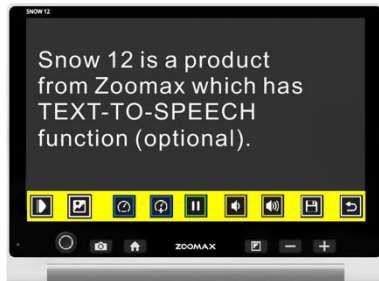 SNOW 12
Snow 12 is a product
from Zoomax which has
TEXT-TO-SPEECH
function (optional).
ZOOMAX